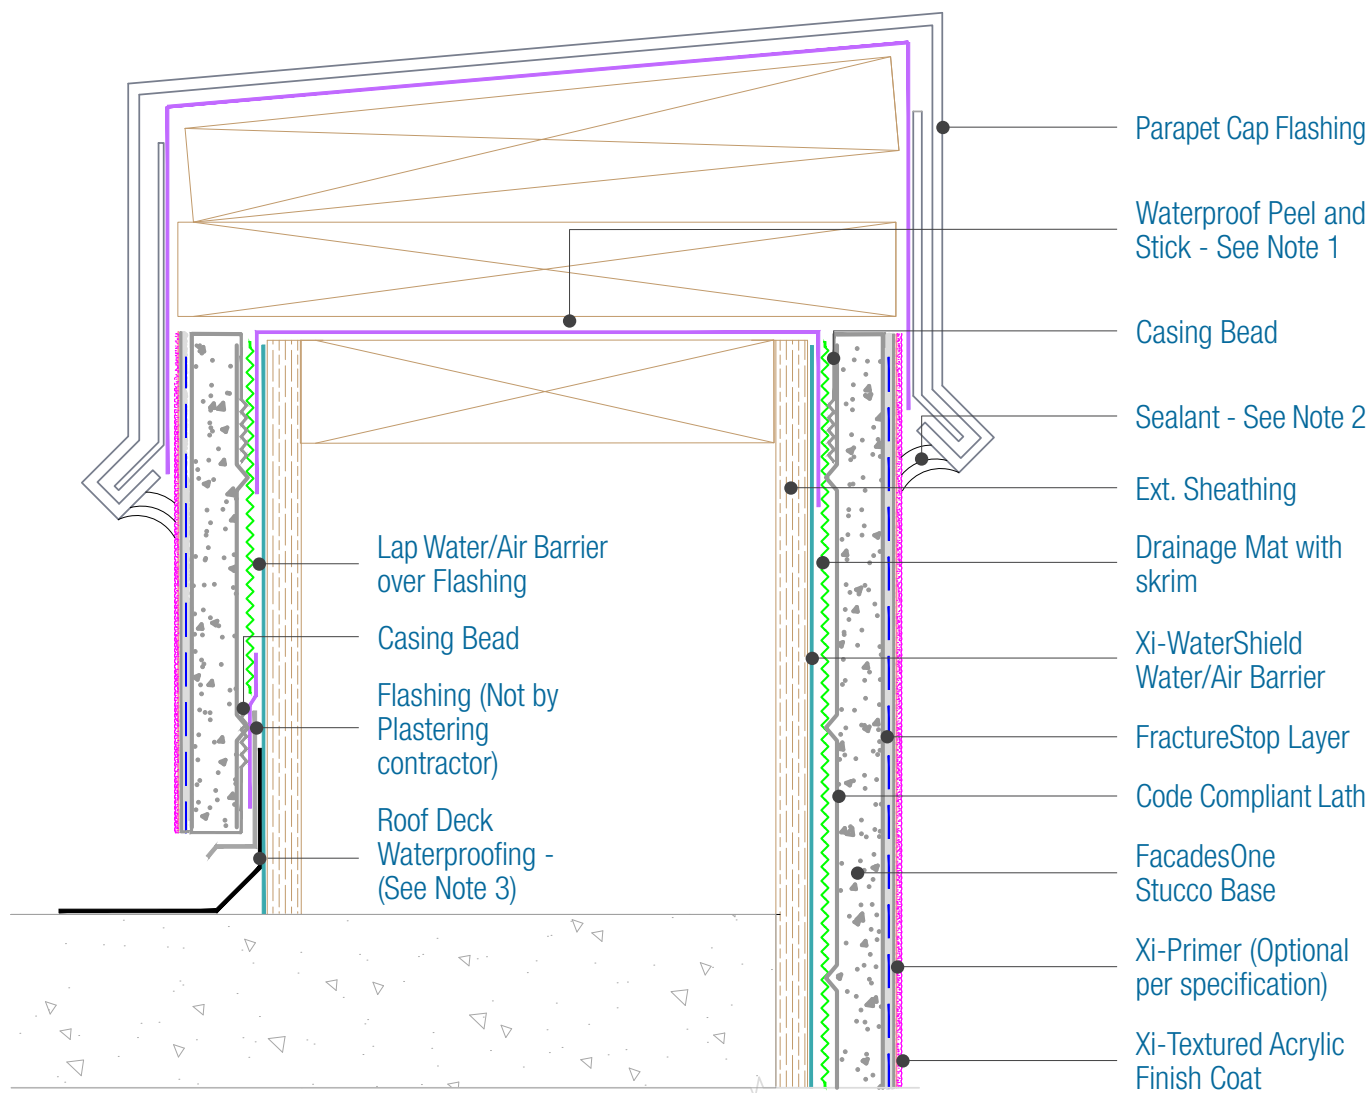 Parapet Cap Flashing
Waterproof Peel and
Stick - See Note 1
Casing Bead
Sealant - See Note 2
Ext. Sheathing
Drainage Mat with
skrim
Xi-WaterShield
Water/Air Barrier
FractureStop Layer
Code Compliant Lath
FacadesOne
Stucco Base
Xi-Primer (Optional
per specification)
Xi-Textured Acrylic
Finish Coat
Lap Water/Air Barrier
over Flashing
Casing Bead
Flashing (Not by
Plastering
contractor)
Roof Deck
Waterproofing -
(See Note 3)